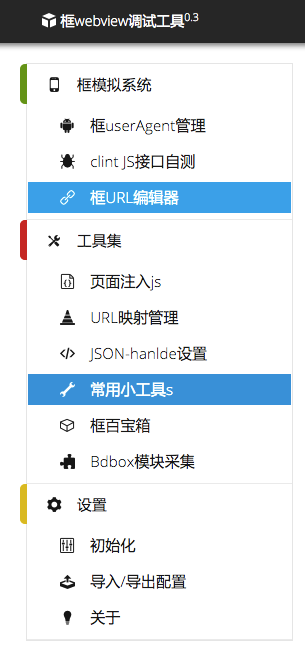 框webview调试工具0.3
框模拟系统
框userAgent管理
clint JS接口自测
框URL编辑器
工具集
页面注入js
URL映射管理
JSON-hanlde设置
常用小工具s
框百宝箱
Bdbox模块采集
设置
初始化
导入/导出配置
关于